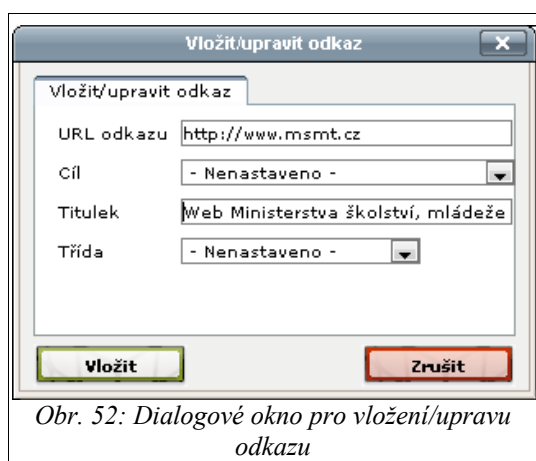 Vložit/upravit odkaz
Vložit/upravit odkaz
URL odkazu http://www.msmt.cz
Cíl - Nenastaveno -
Titulek Web Ministerstva školství, mládeže
Třída - Nenastaveno -
Vložit Zrušit
Obr. 52: Dialogové okno pro vložení/upravu
odkazu